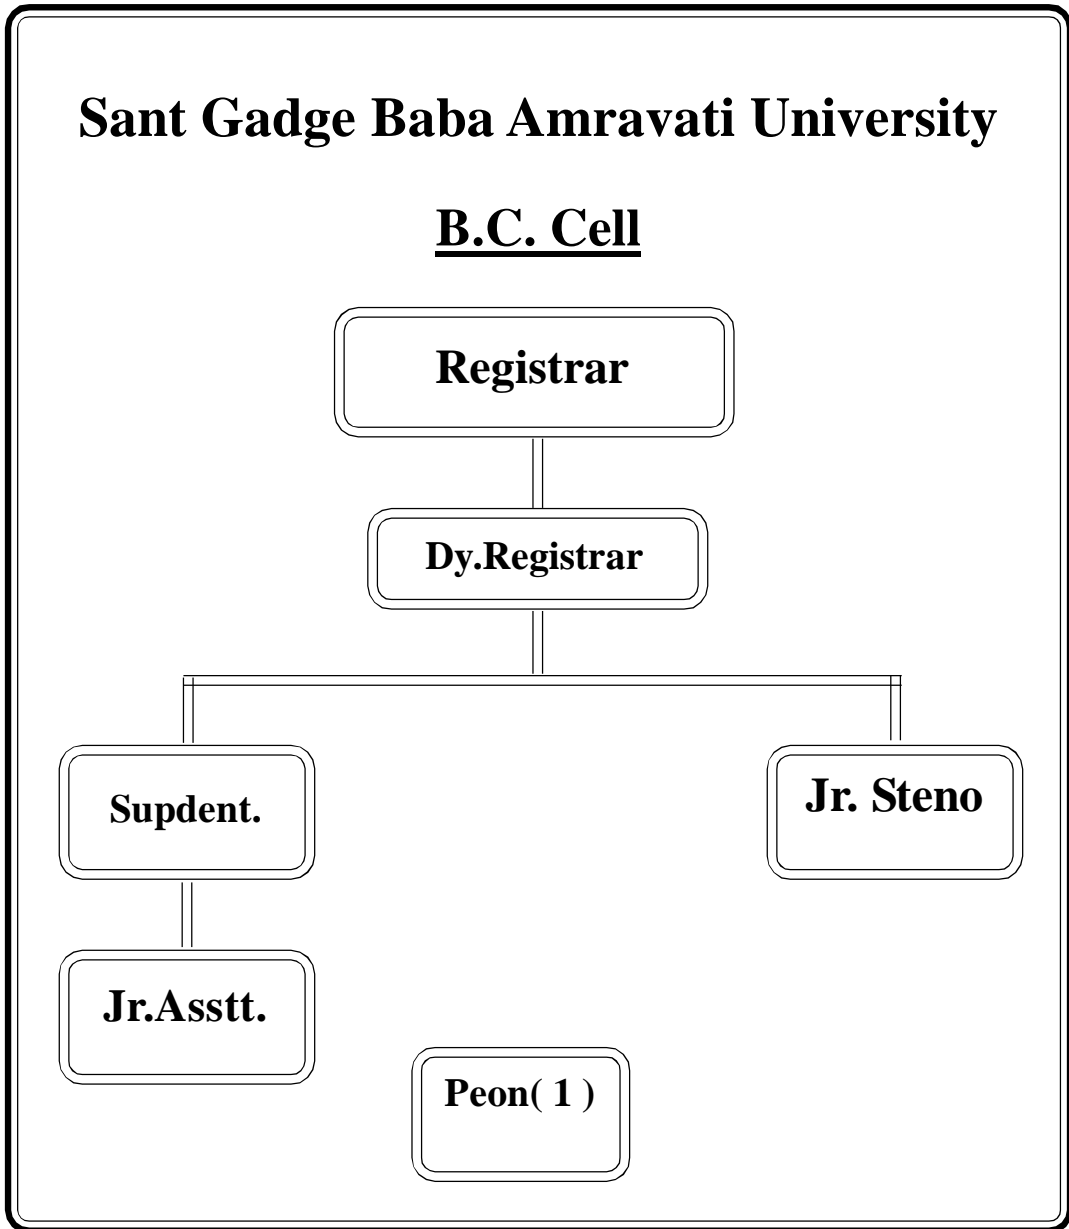 Sant Gadge Baba Amravati University
B.C. Cell
Registrar
Dy.Registrar
Supdent.
Jr. Steno
Jr.Asstt.
Peon( 1 )